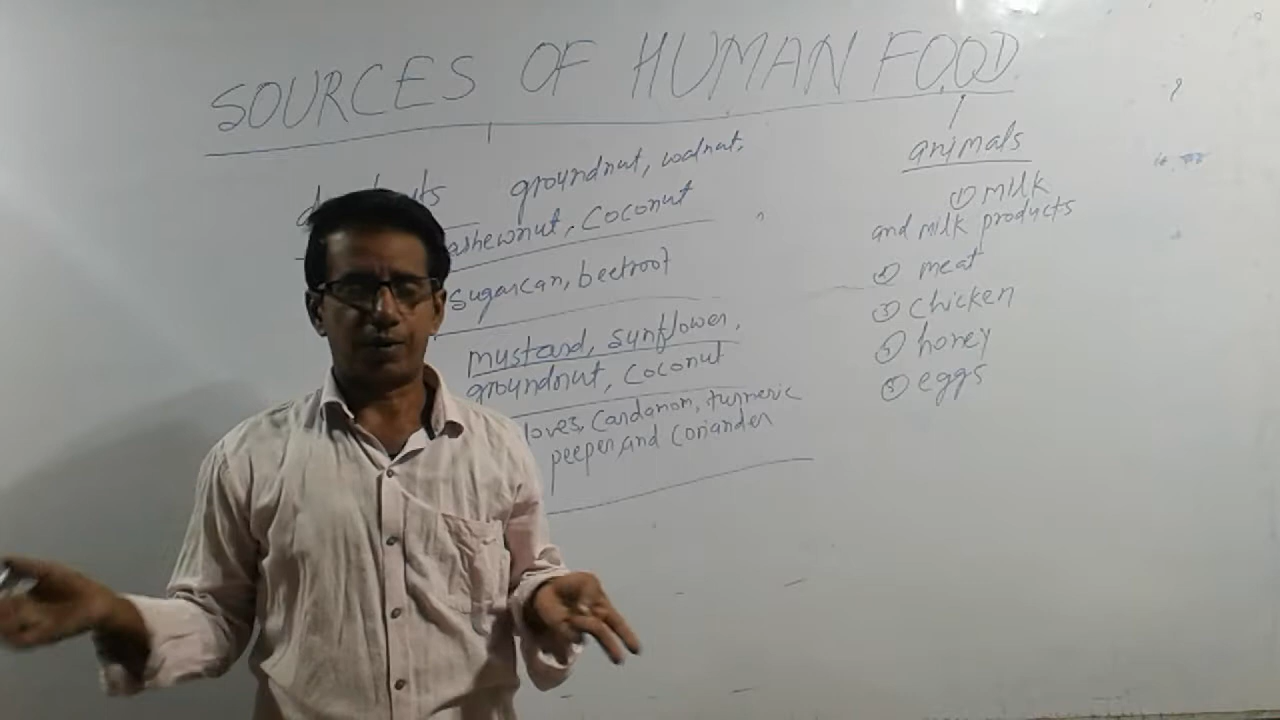 SOURCES OF HUMAN FOOD
groundnut, walnut,
ashewnut, coconut
sugarcan, beetroot
mustard, sunflower,
groundnut, coconut
loves, cardamom, turmeric
peeper, and coriander
animals
① milk
and milk products
② meat
③ chicken
④ honey
⑤ eggs